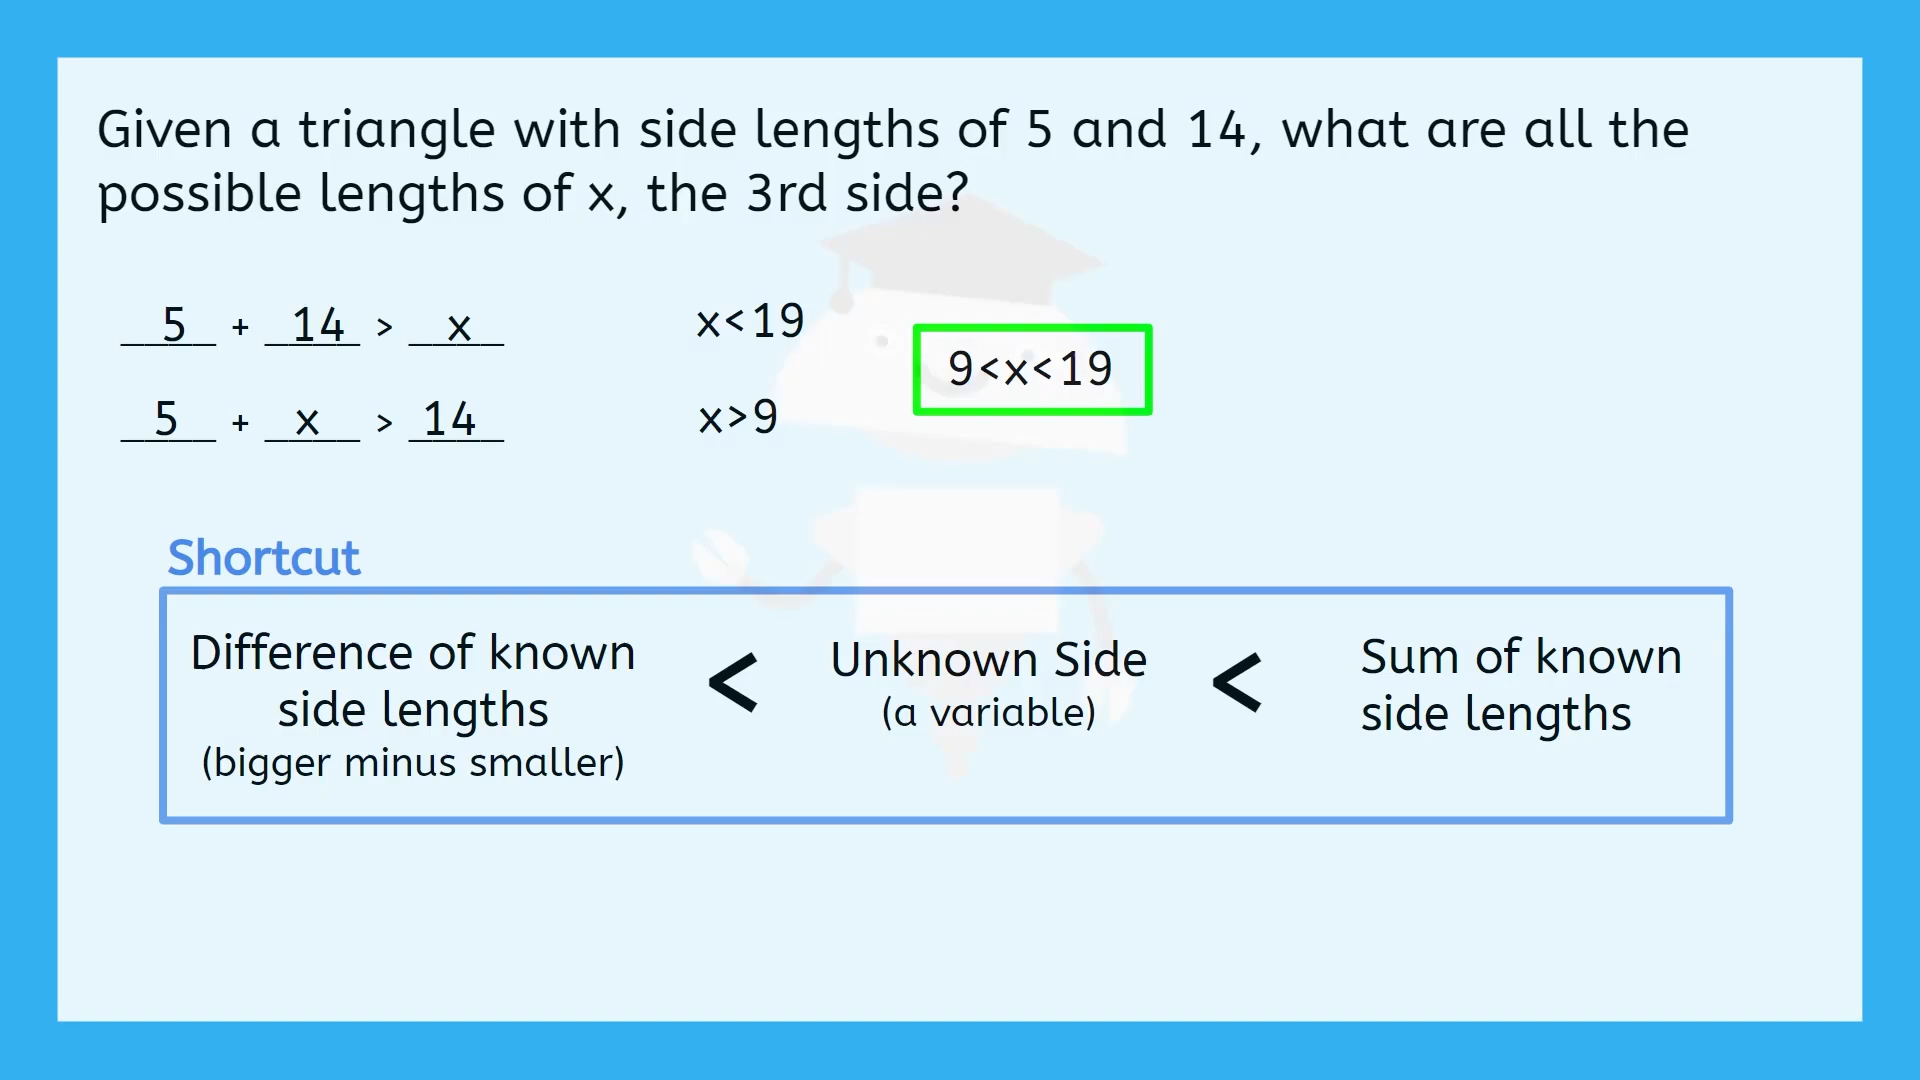 Given a triangle with side lengths of 5 and 14, what are all the
possible lengths of x, the 3rd side?
5 + 14 > x
x<19
9<x<19
5 + x > 14
x>9
Shortcut
Difference of known
side lengths
(bigger minus smaller)
<
Unknown Side
(a variable)
<
Sum of known
side lengths